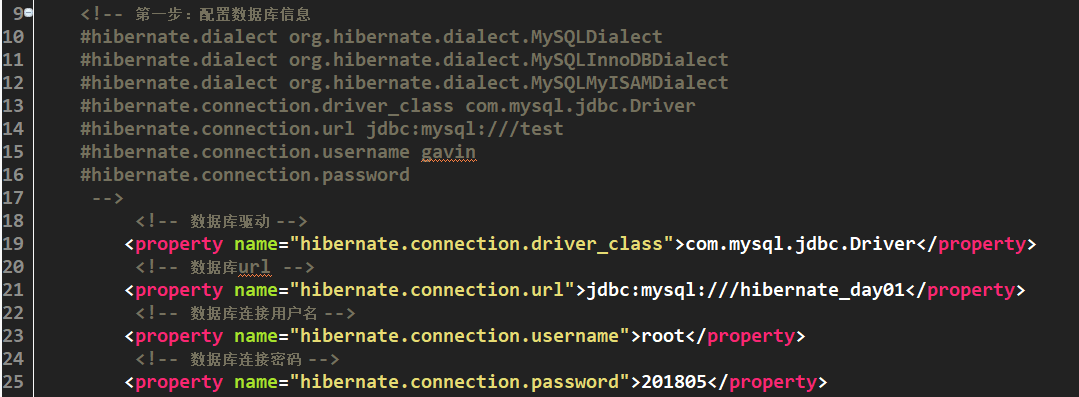 9 <!-- 第一步：配置数据库信息
10 #hibernate.dialect org.hibernate.dialect.MySQLDialect
11 #hibernate.dialect org.hibernate.dialect.MySQLInnoDBDialect
12 #hibernate.dialect org.hibernate.dialect.MySQLMyISAMDialect
13 #hibernate.connection.driver_class com.mysql.jdbc.Driver
14 #hibernate.connection.url jdbc:mysql:///test
15 #hibernate.connection.username gavin
16 #hibernate.connection.password
17 -->
18 <!-- 数据库驱动 -->
19 <property name="hibernate.connection.driver_class">com.mysql.jdbc.Driver</property>
20 <!-- 数据库url -->
21 <property name="hibernate.connection.url">jdbc:mysql:///hibernate_day01</property>
22 <!-- 数据库连接用户名 -->
23 <property name="hibernate.connection.username">root</property>
24 <!-- 数据库连接密码 -->
25 <property name="hibernate.connection.password">201805</property>